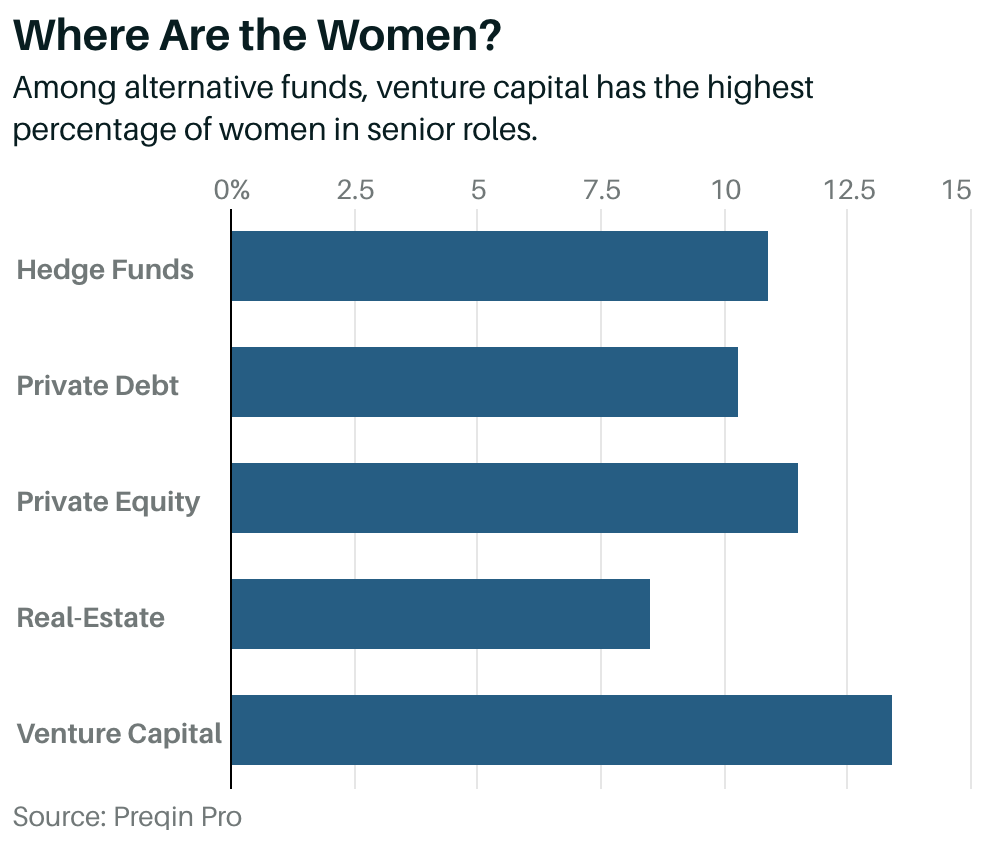 Where Are the Women?
Among alternative funds, venture capital has the highest
percentage of women in senior roles.
0% 2.5 5 7.5 10 12.5 15
Hedge Funds
Private Debt
Private Equity
Real-Estate
Venture Capital
Source: Preqin Pro